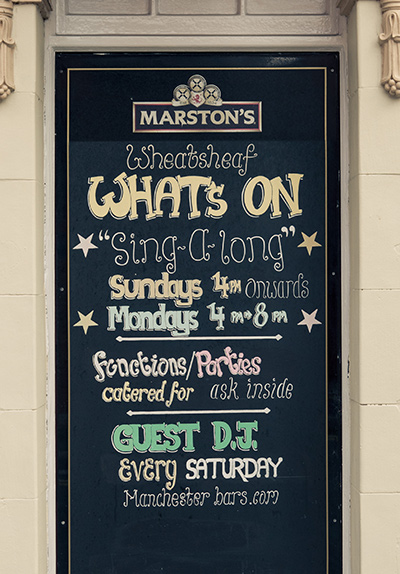 MARSTON'S
Wheatsheaf
WHAT's ON
"Sing-A-long"
Sundays 4PM onwards
Mondays 4PM→8PM
functions/Parties
catered for ask inside
GUEST D.J.
Every SATURDAY
Manchester bars.com